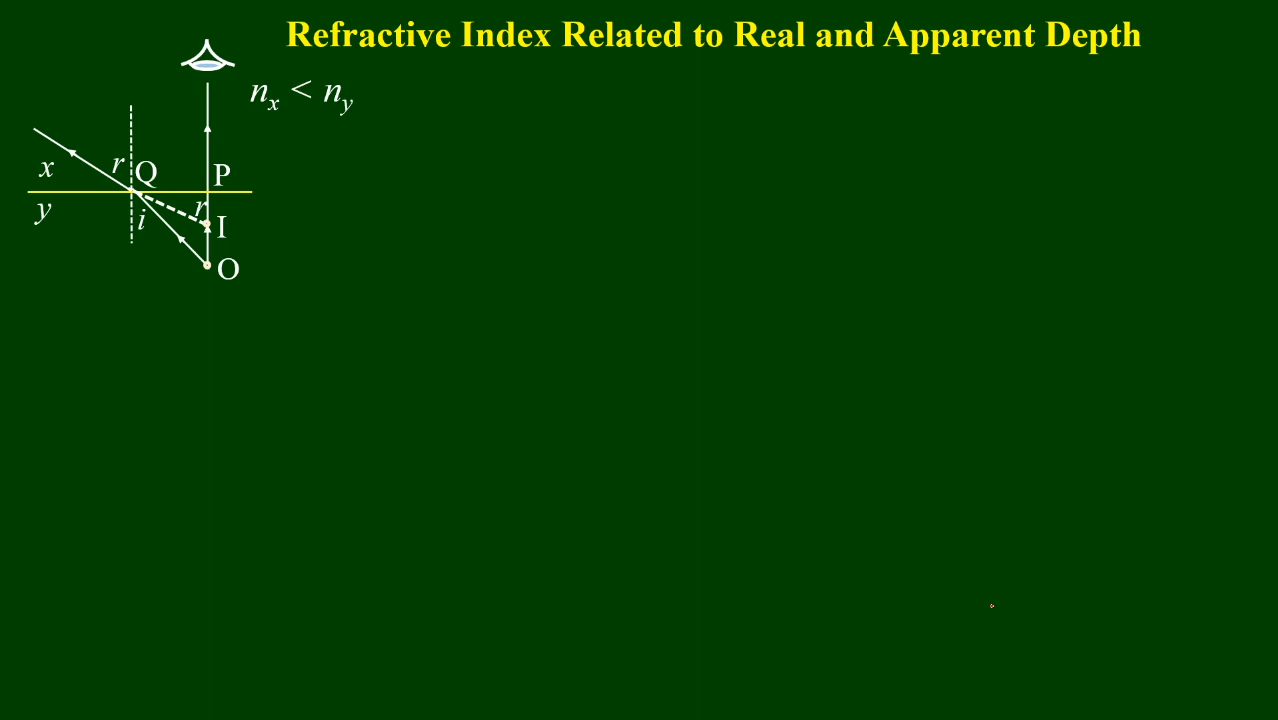 Refractive Index Related to Real and Apparent Depth
nx < ny
x
r
Q
P
y
i
r
I
O